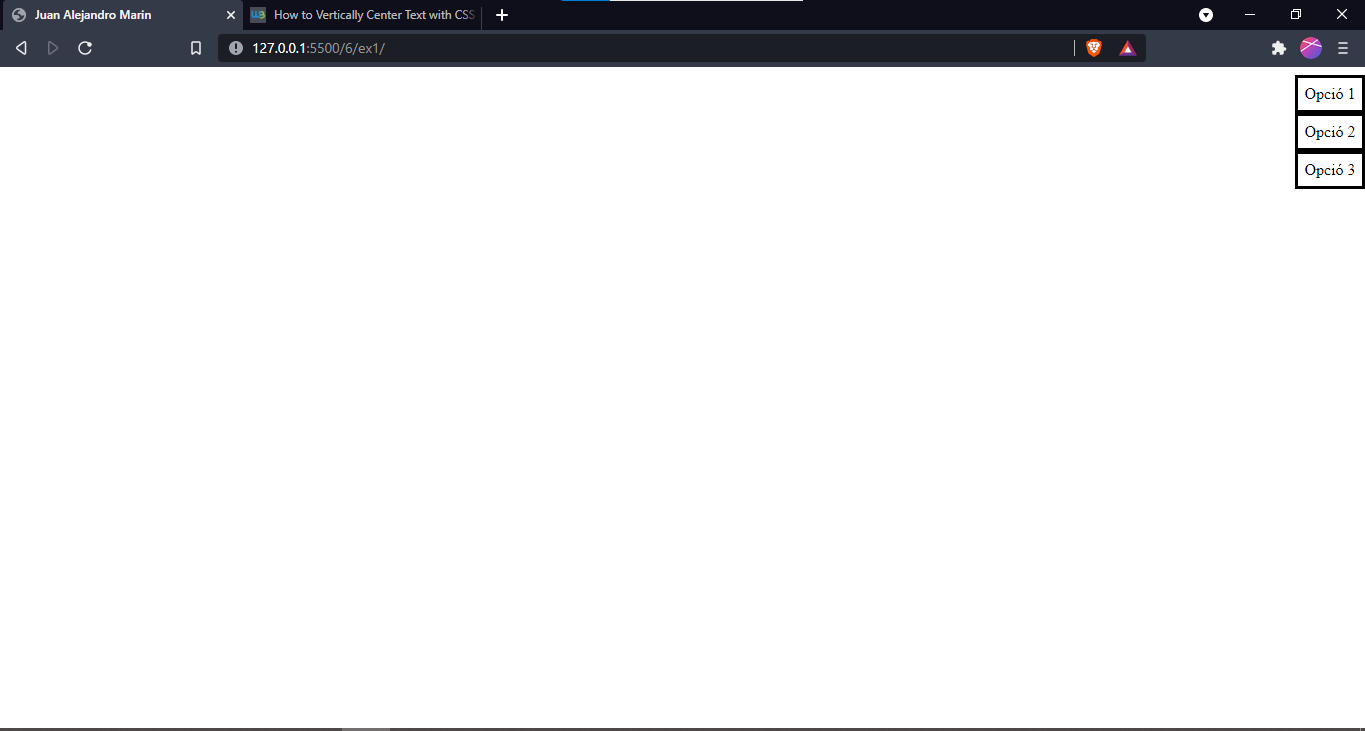 Juan Alejandro Marin
How to Vertically Center Text with CSS
127.0.0.1:5500/6/ex1/
Opció 1
Opció 2
Opció 3